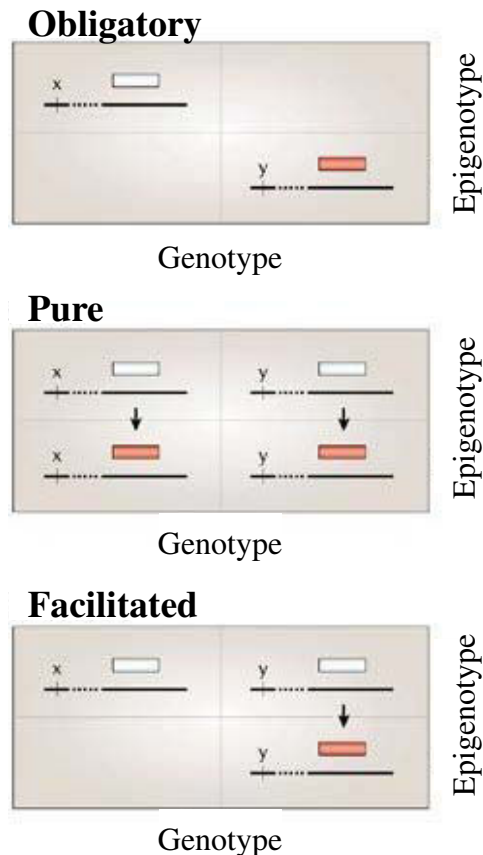 Obligatory
x
y
Epigenotype
Genotype
Pure
x y
x y
Epigenotype
Genotype
Facilitated
x y
y
Epigenotype
Genotype